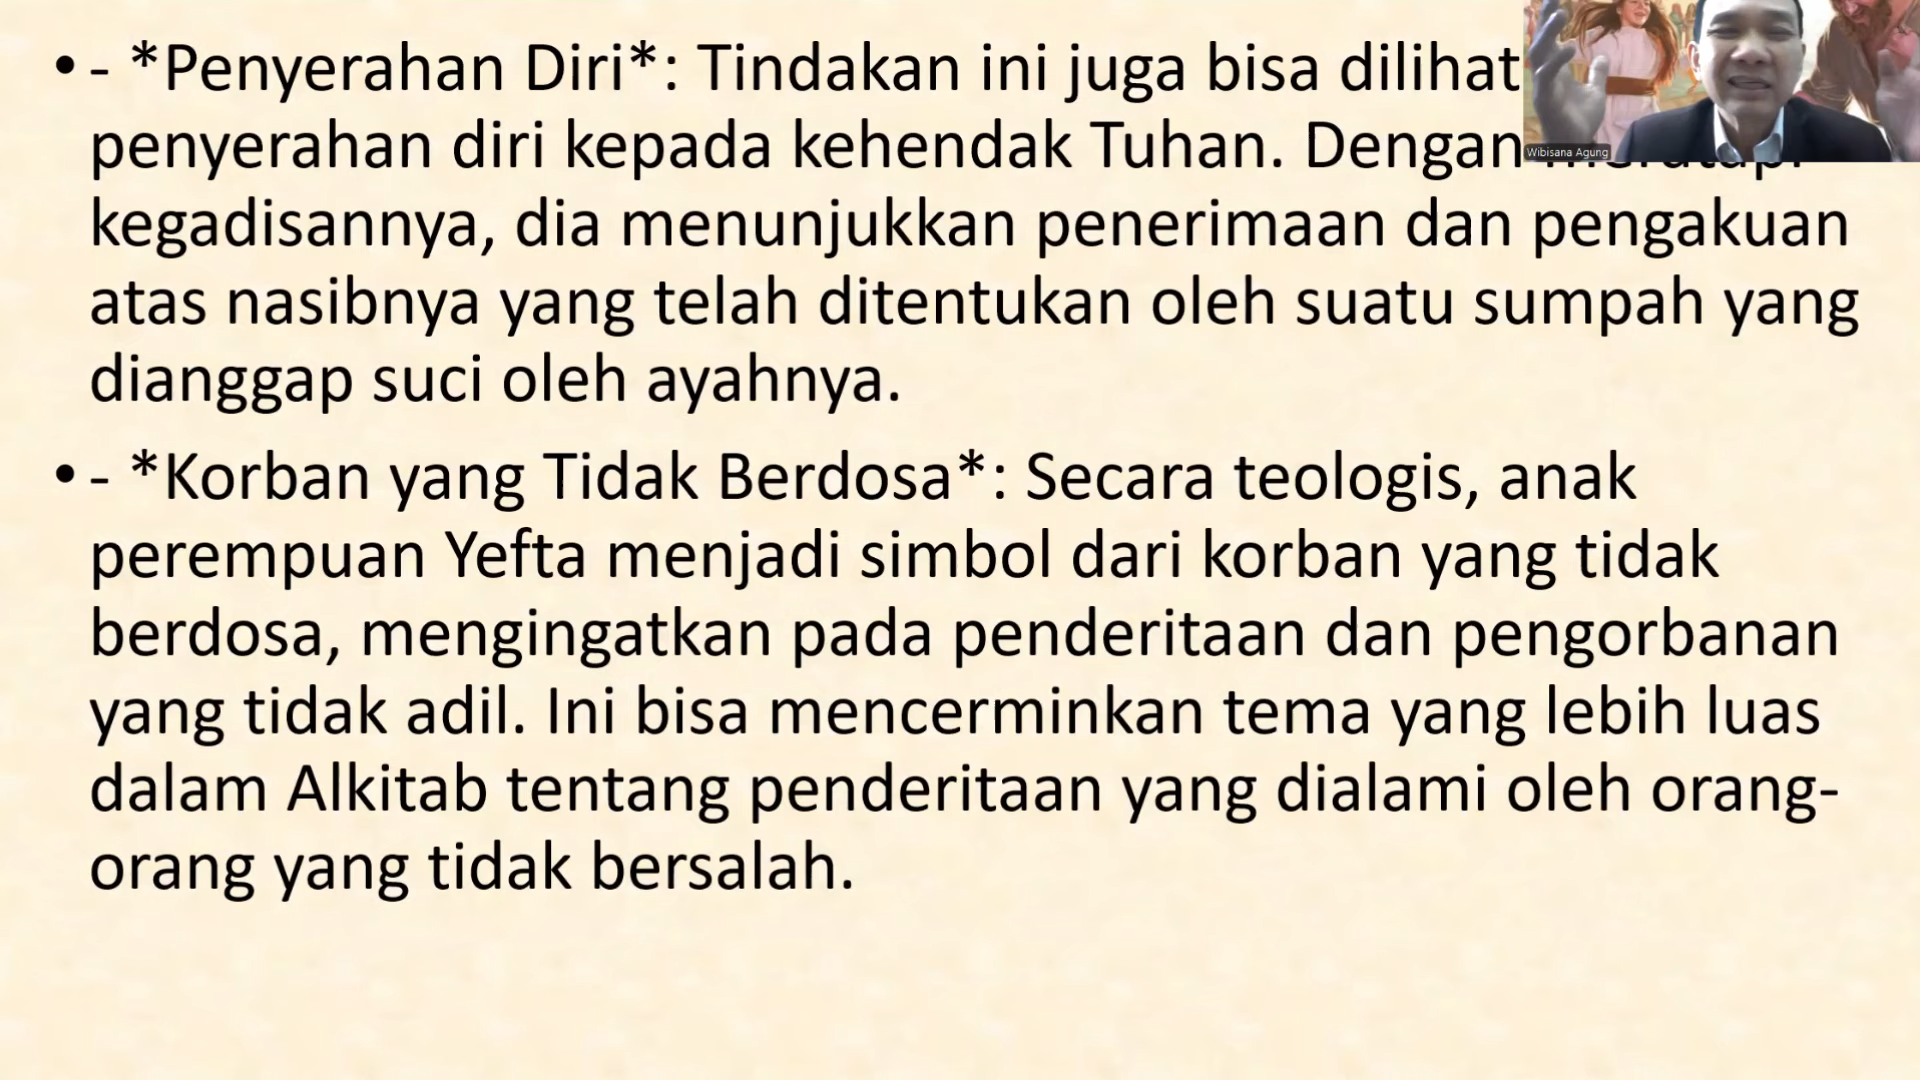 • - *Penyerahan Diri*: Tindakan ini juga bisa dilihat
penyerahan diri kepada kehendak Tuhan. Dengan
Wibisana Agung
kegadisannya, dia menunjukkan penerimaan dan pengakuan
atas nasibnya yang telah ditentukan oleh suatu sumpah yang
dianggap suci oleh ayahnya.
• - *Korban yang Tidak Berdosa*: Secara teologis, anak
perempuan Yefta menjadi simbol dari korban yang tidak
berdosa, mengingatkan pada penderitaan dan pengorbanan
yang tidak adil. Ini bisa mencerminkan tema yang lebih luas
dalam Alkitab tentang penderitaan yang dialami oleh orang-
orang yang tidak bersalah.